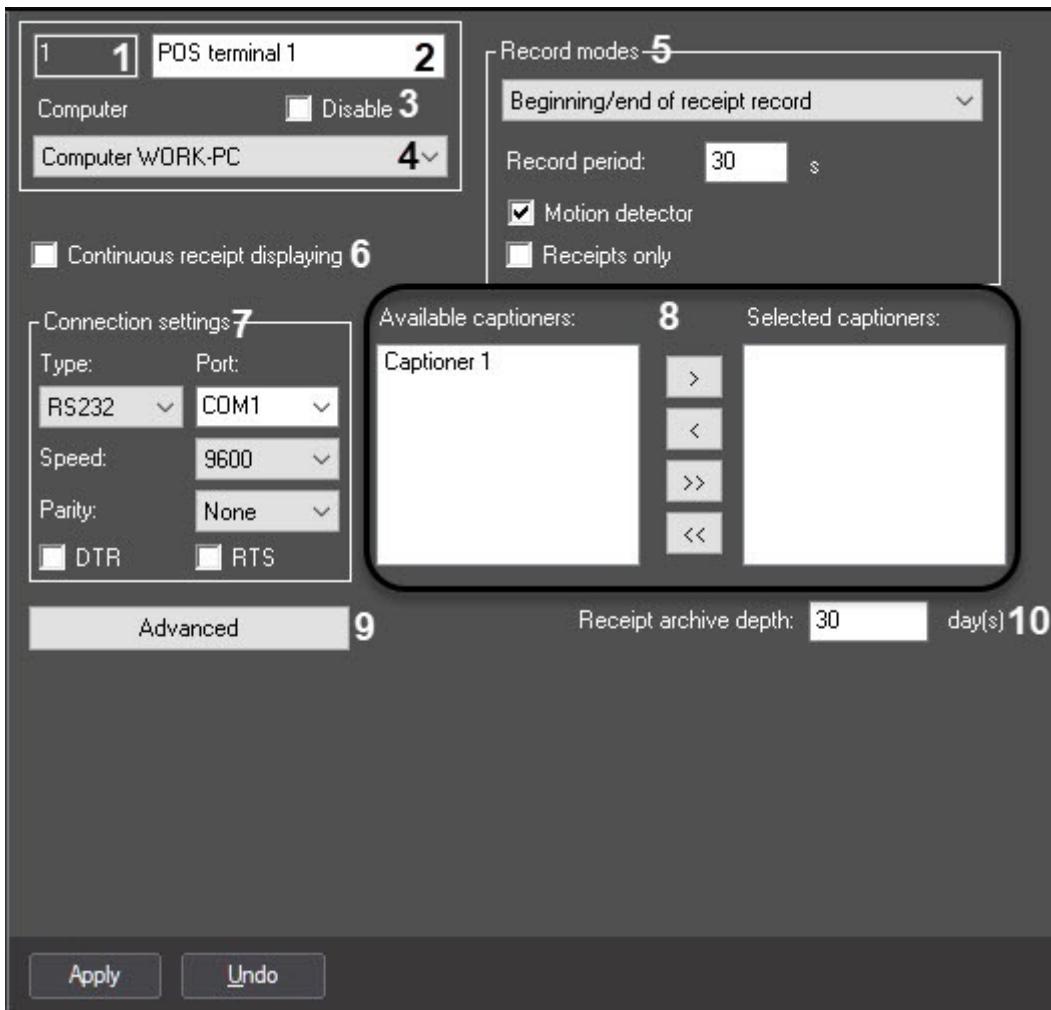 1 1 POS terminal 1 2
Computer Disable 3
Computer WORK-PC 4
Record modes 5
Beginning/end of receipt record
Record period: 30 s
Motion detector
Receipts only
Continuous receipt displaying 6
Connection settings 7
Type: Port:
RS232 COM1
Speed: 9600
Parity: None
DTR RTS
Available captioners: 8 Selected captioners:
Captioner 1
>
<
>>
<<
Advanced 9
Receipt archive depth: 30 day(s) 10
Apply Undo